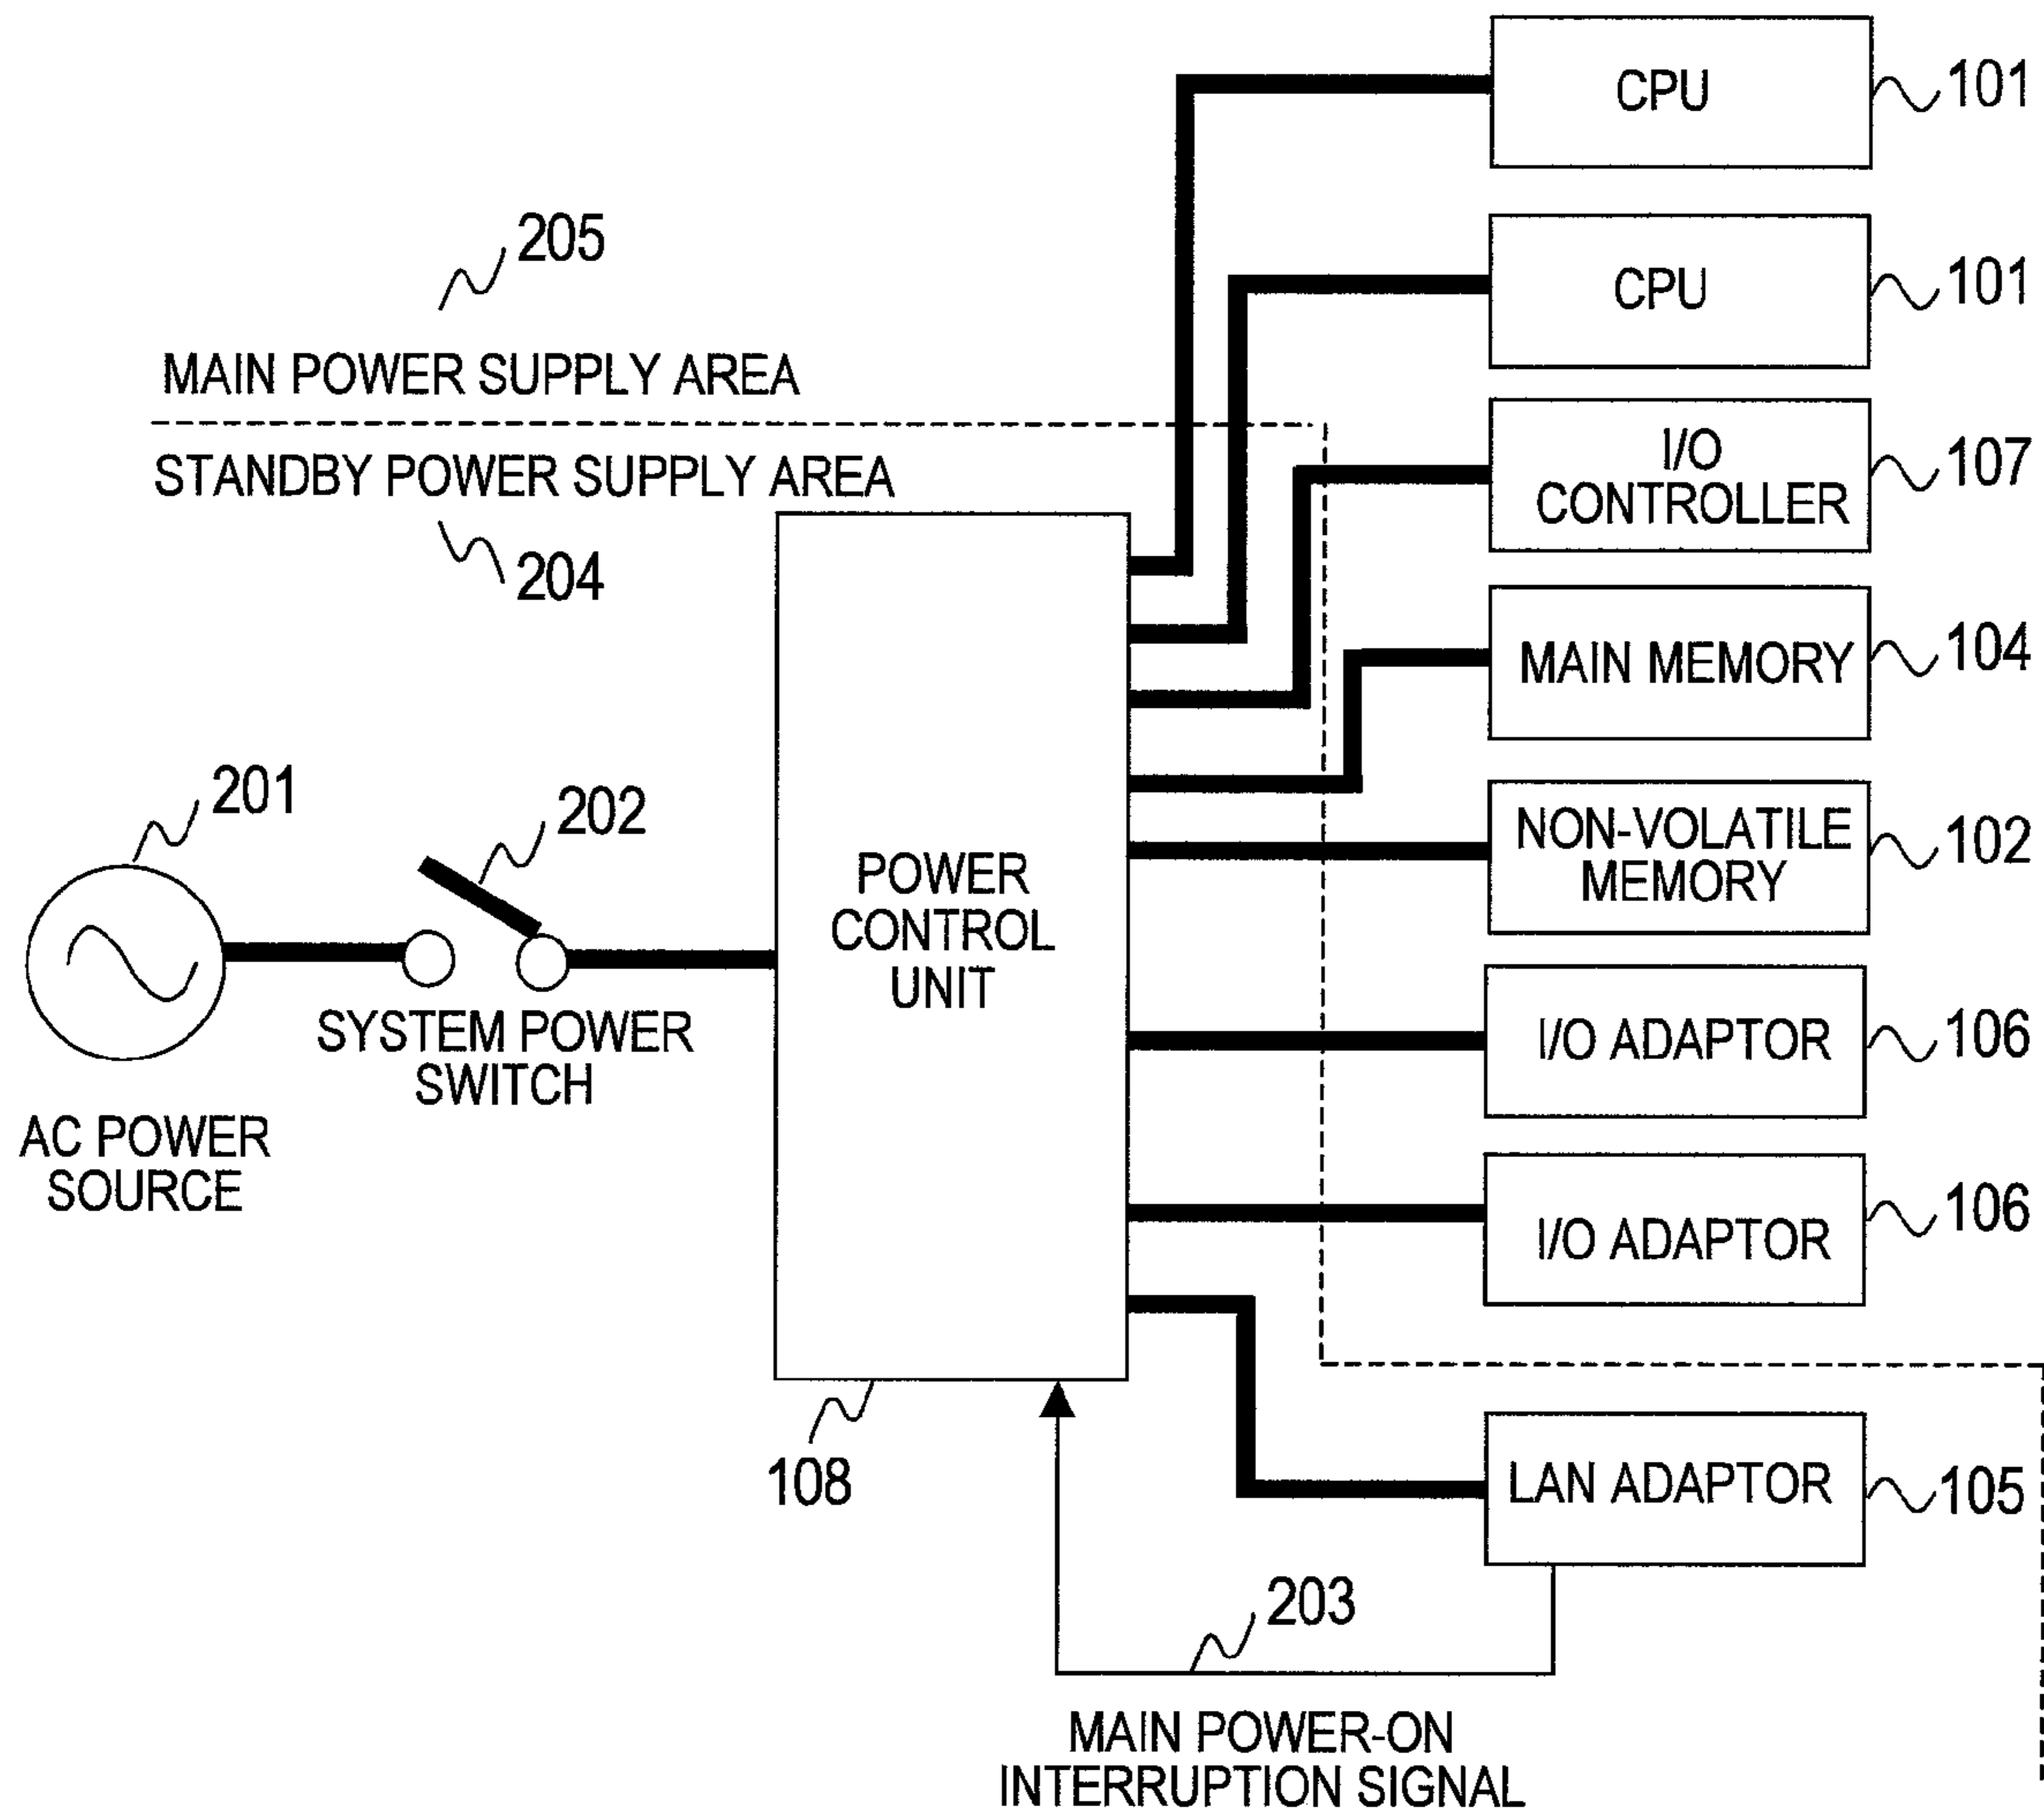 CPU
101
CPU
101
205
MAIN POWER SUPPLY AREA
STANDBY POWER SUPPLY AREA
204
I/O
CONTROLLER
107
MAIN MEMORY
104
201
202
NON-VOLATILE
MEMORY
102
POWER
CONTROL
UNIT
SYSTEM POWER
SWITCH
AC POWER
SOURCE
I/O ADAPTOR
106
I/O ADAPTOR
106
108
LAN ADAPTOR
105
203
MAIN POWER-ON
INTERRUPTION SIGNAL